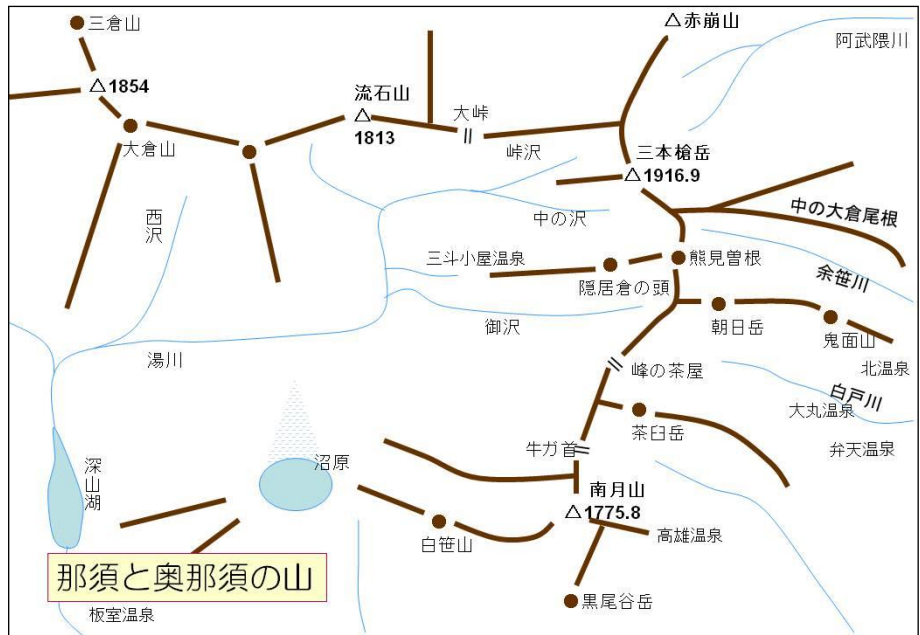 三倉山
△赤崩山
阿武隈川
△1854
流石山
△
1813
大峠
大倉山
峠沢
三本槍岳
△1916.9
西沢
中の沢
中の大倉尾根
三斗小屋温泉
熊見曽根
隠居倉の頭
余笹川
御沢
朝日岳
鬼面山
湯川
峰の茶屋
北温泉
白戸川
大丸温泉
茶臼岳
牛ガ首
弁天温泉
沼原
深山湖
南月山
△1775.8
白笹山
高雄温泉
那須と奥那須の山
黒尾谷岳
板室温泉